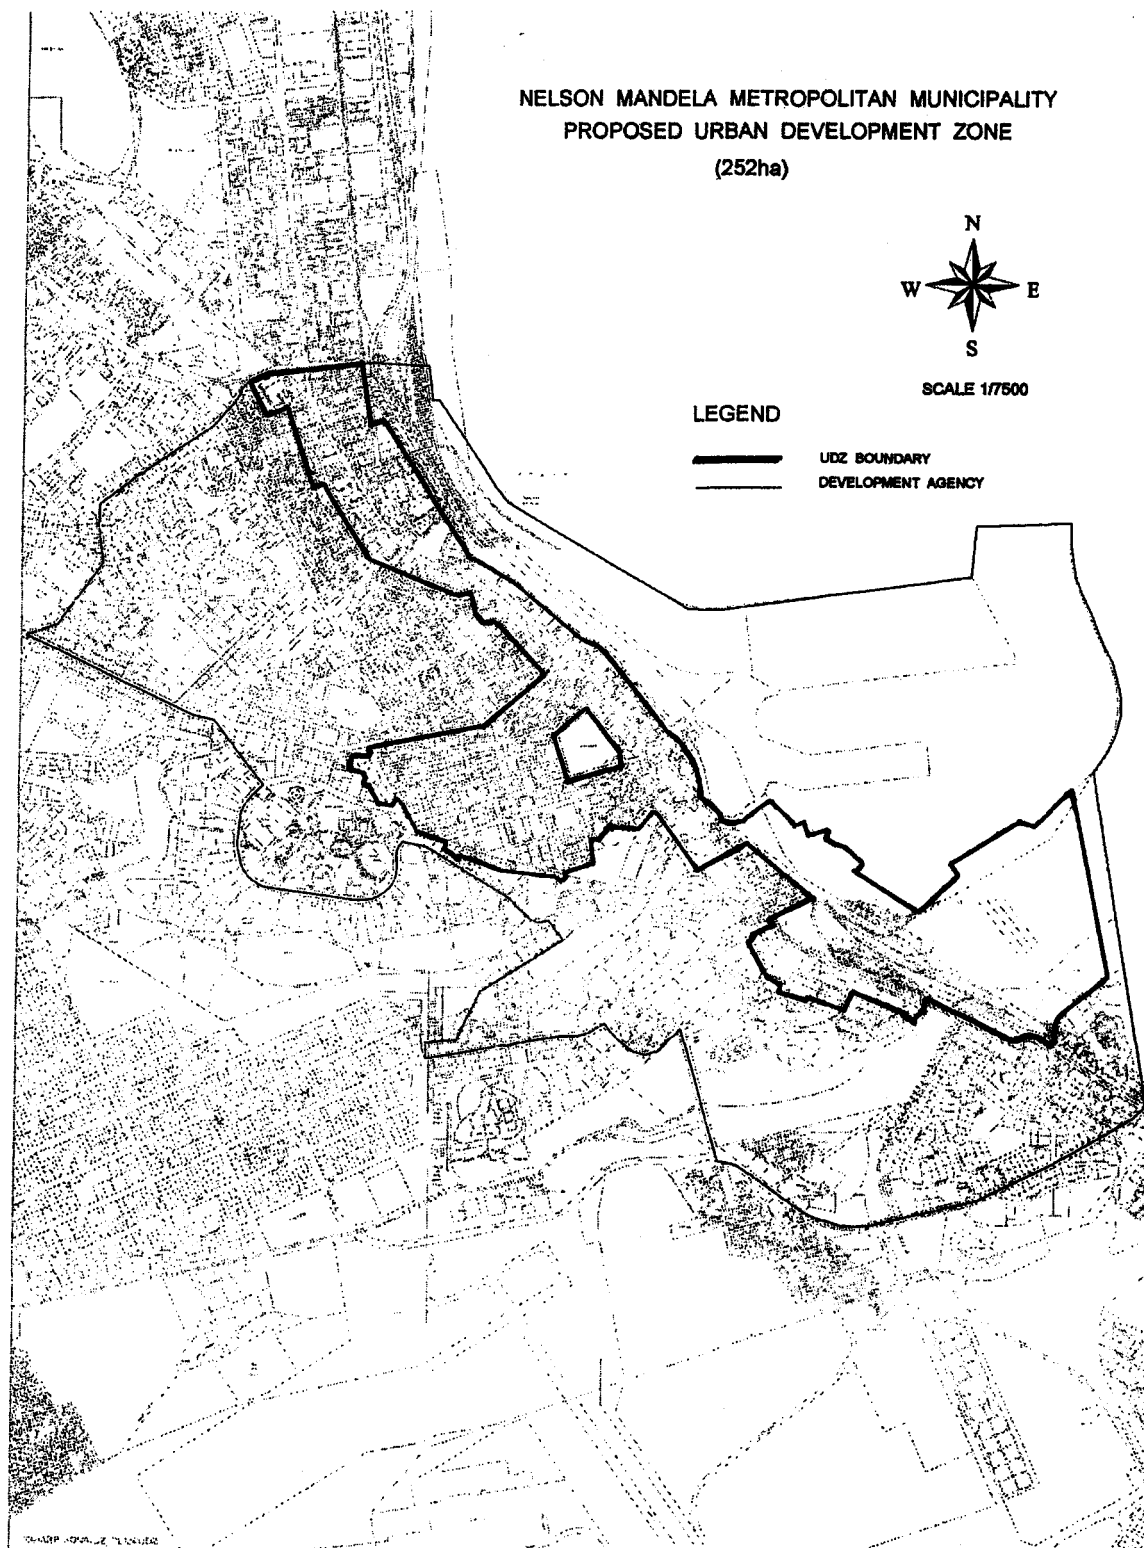 NELSON MANDELA METROPOLITAN MUNICIPALITY
PROPOSED URBAN DEVELOPMENT ZONE
(252ha)
N
W E
S
SCALE 1/7500
LEGEND
UDZ BOUNDARY
DEVELOPMENT AGENCY